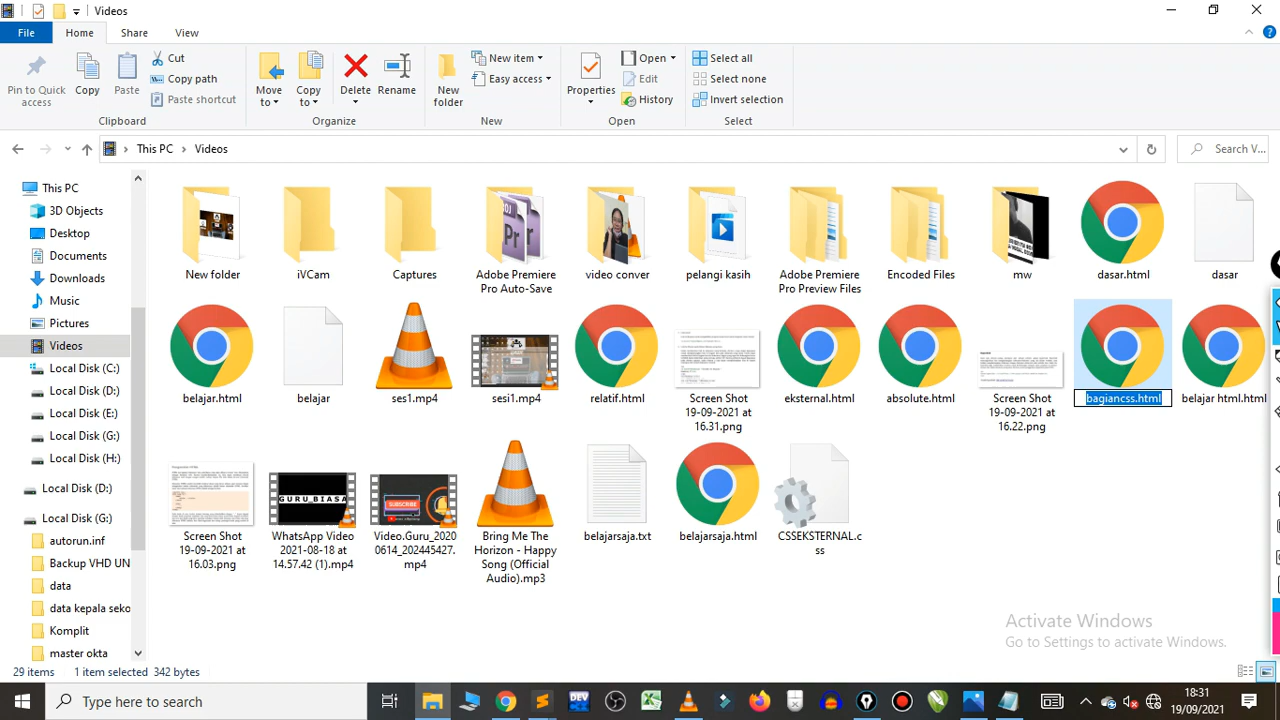 Videos
File Home Share View
Pin to Quick access
Copy
Paste
Cut
Copy path
Paste shortcut
Clipboard
Move to
Copy to
Delete
Rename
Organize
New folder
New item
Easy access
New
Properties
Open
Edit
History
Open
Select all
Select none
Invert selection
Select
This PC > Videos
Search V...
This PC
3D Objects
Desktop
Documents
Downloads
Music
Pictures
Videos
Local Disk (C:)
Local Disk (D:)
Local Disk (E:)
Local Disk (G:)
Local Disk (H:)
Local Disk (D:)
Local Disk (G:)
autorun.inf
Backup VHD UN
data
data kepala seko
Komplit
master okta
New folder
iVCam
Captures
Adobe Premiere
Pro Auto-Save
video conver
pelangi kasih
Adobe Premiere
Pro Preview Files
Encoded Files
mw
dasar.html
dasar
belajar.html
belajar
ses1.mp4
sesi1.mp4
relatif.html
Screen Shot
19-09-2021 at
16.31.png
eksternal.html
absolute.html
Screen Shot
19-09-2021 at
16.22.png
bagiancss.html
belajar html.html
Screen Shot
19-09-2021 at
16.03.png
GURU_BIASA
WhatsApp Video
2021-08-18 at
14.57.42 (1).mp4
SUBSCRIBE
Video.Guru_2020
0614_202445427.
mp4
Bring Me The
Horizon - Happy
Song (Official
Audio).mp3
belajarsaja.txt
belajarsaja.html
CSSEKSTERNAL.c
ss
Activate Windows
Go to Settings to activate Windows.
29 items 1 item selected 342 bytes
Type here to search
DEV
18:31
19/09/2021